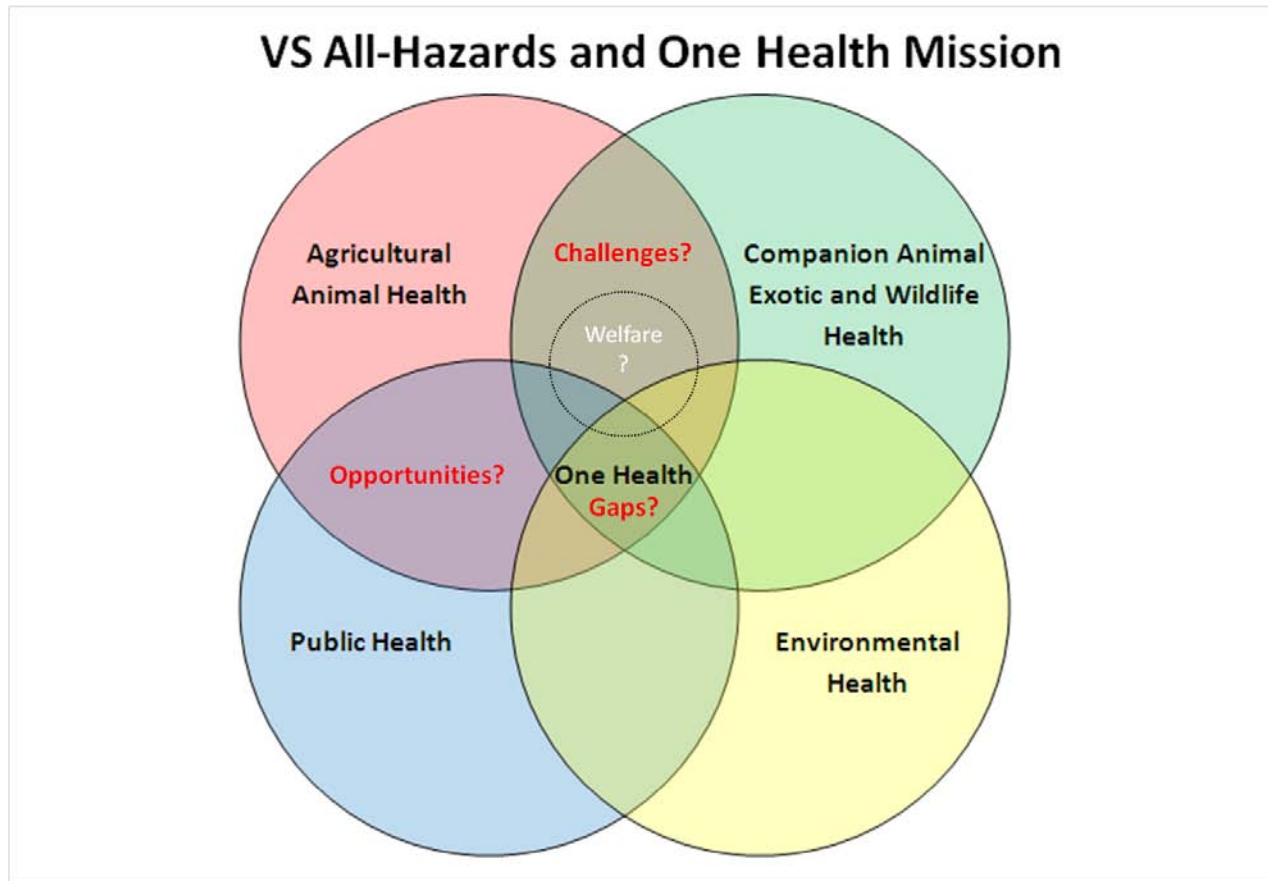 VS All-Hazards and One Health Mission
Agricultural
Animal Health
Challenges?
Companion Animal
Exotic and Wildlife
Health
Welfare
?
Opportunities?
One Health
Gaps?
Public Health
Environmental
Health